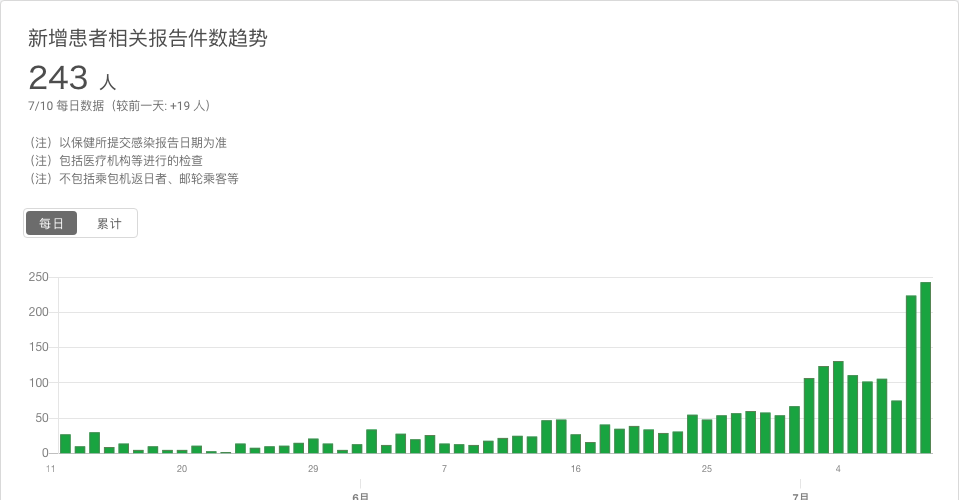 新增患者相关报告件数趋势
243 人
7/10 每日数据（较前一天: +19 人）
（注）以保健所提交感染报告日期为准
（注）包括医疗机构等进行的检查
（注）不包括乘包机返日者、邮轮乘客等
每日 累计
250
200
150
100
50
0
11 20 29 7 16 25 4
6月 7月